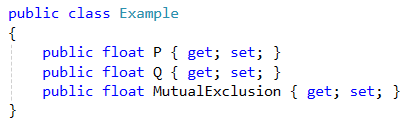 public class Example
{
    public float P { get; set; }
    public float Q { get; set; }
    public float MutualExclusion { get; set; }
}